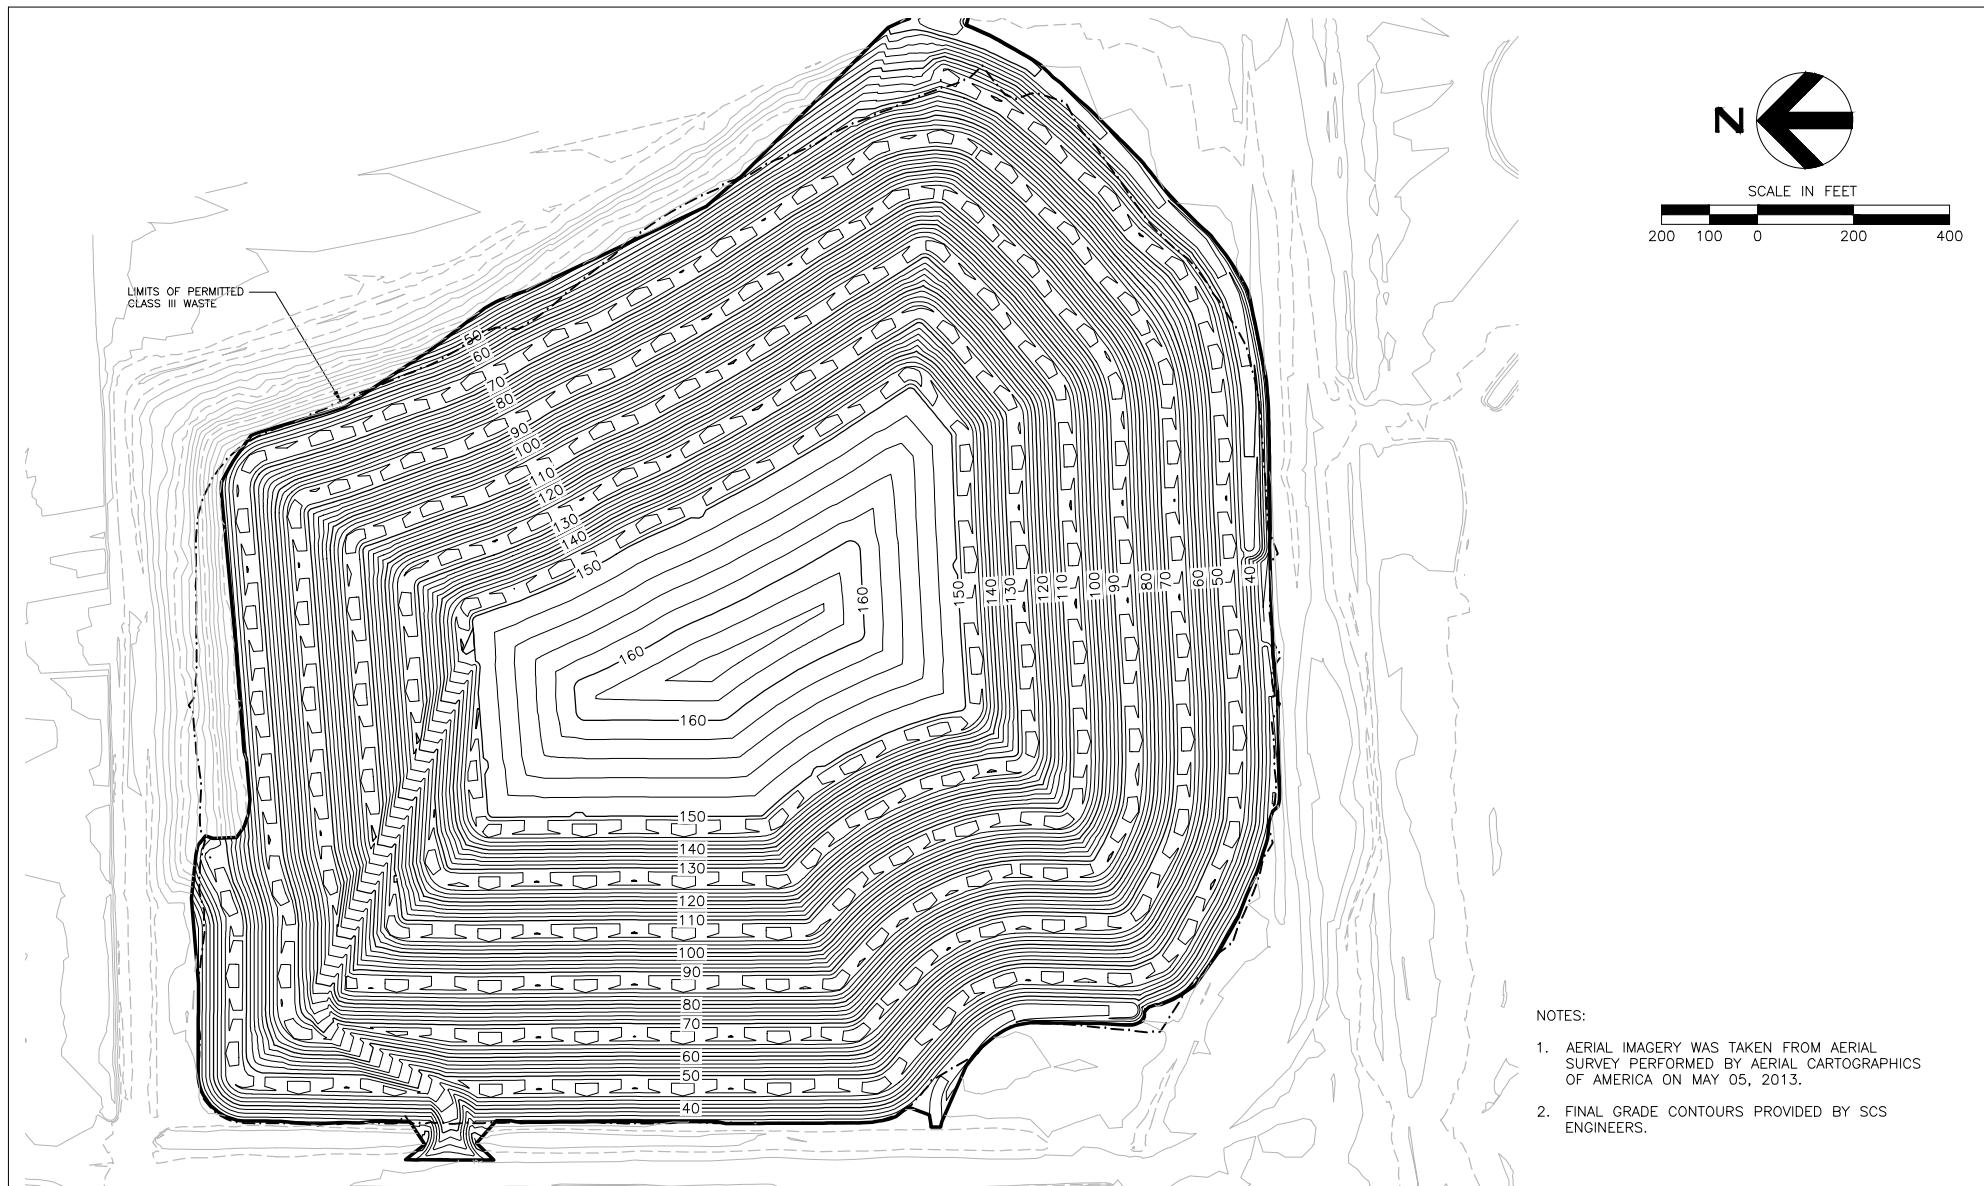 N
SCALE IN FEET
200 100 0 200 400
LIMITS OF PERMITTED
CLASS III WASTE
50
60
70
80
90
100
110
120
130
140
150
160
160
160
150 140 130 120 110 100 90 80 70 60 50 40
150
140
130
120
110
100
90
80
70
60
50
40
NOTES:
1. AERIAL IMAGERY WAS TAKEN FROM AERIAL
SURVEY PERFORMED BY AERIAL CARTOGRAPHICS
OF AMERICA ON MAY 05, 2013.
2. FINAL GRADE CONTOURS PROVIDED BY SCS
ENGINEERS.